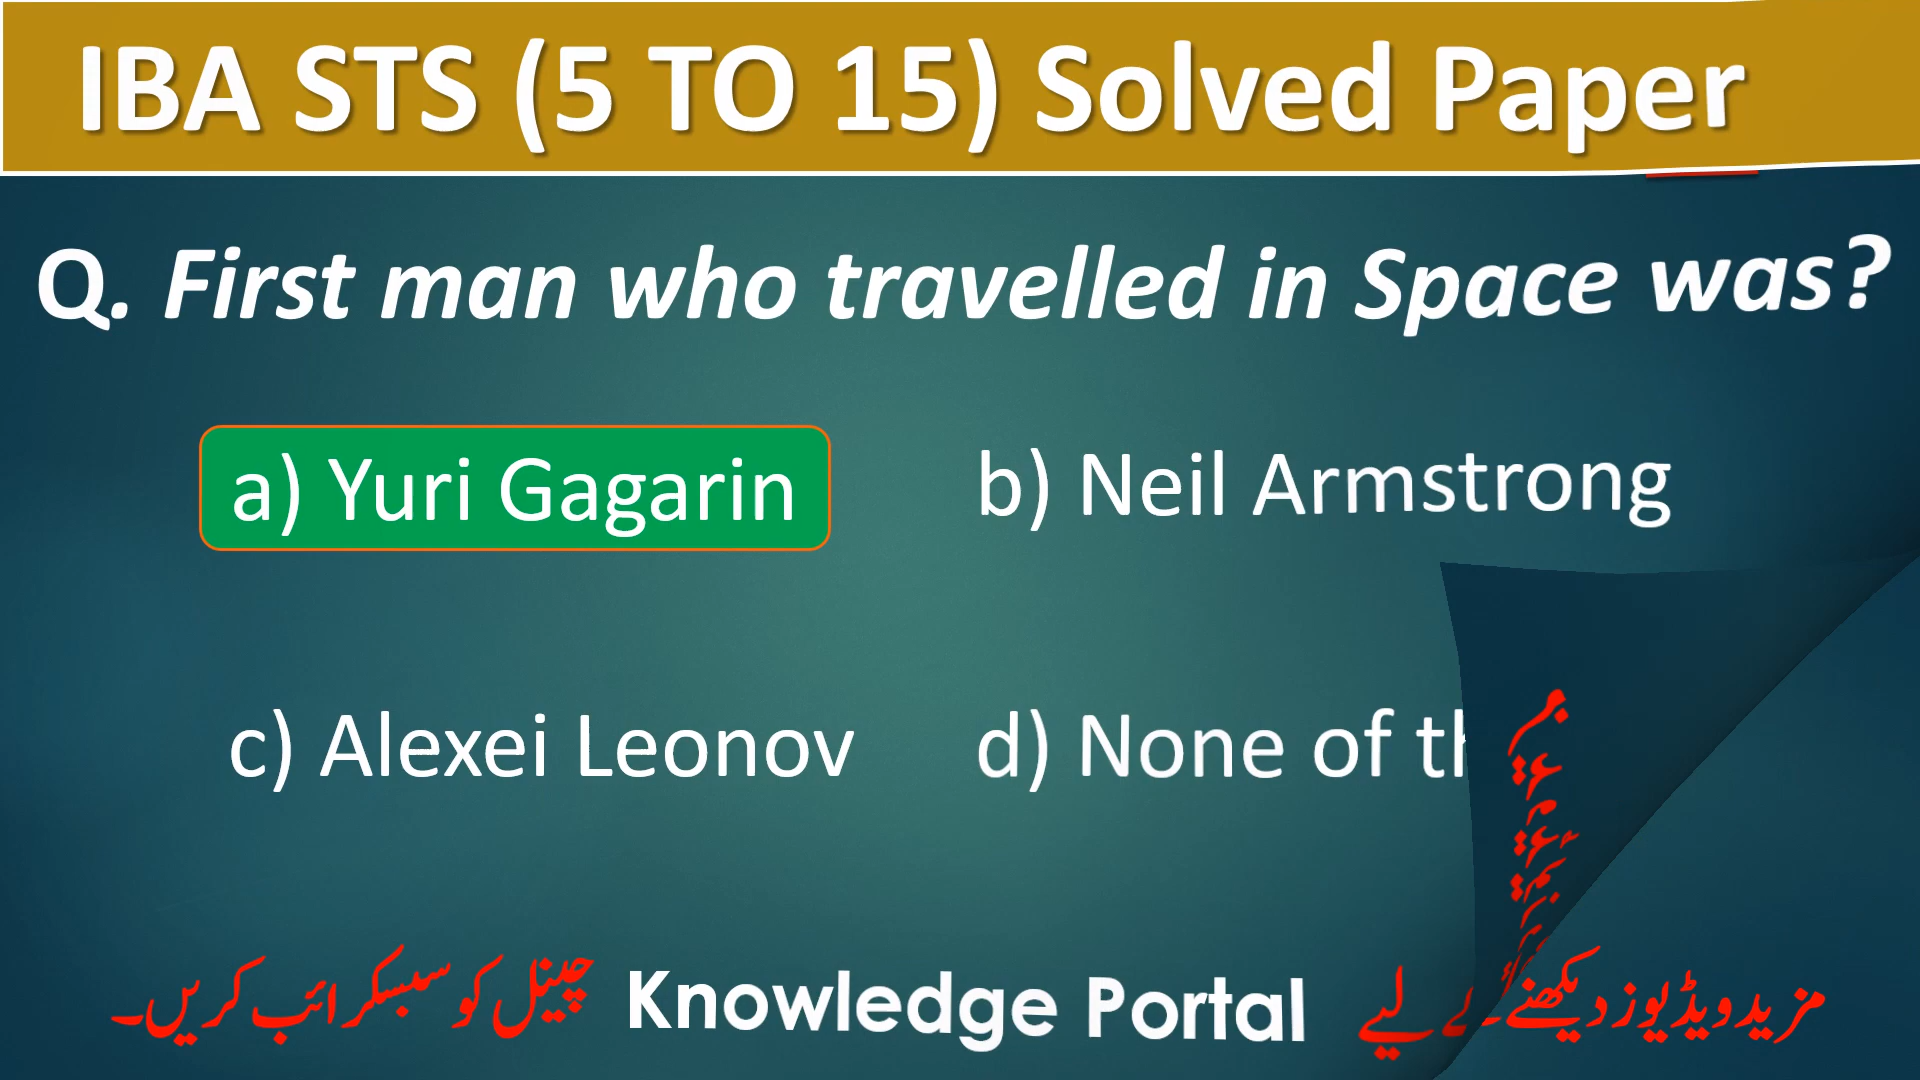 IBA STS (5 TO 15) Solved Paper
Q. First man who travelled in Space was?
a) Yuri Gagarin
b) Neil Armstrong
c) Alexei Leonov
d) None of
مزید ویڈیوز دیکھنے کے لیے Knowledge Portal چینل کو سبسکرائب کریں۔